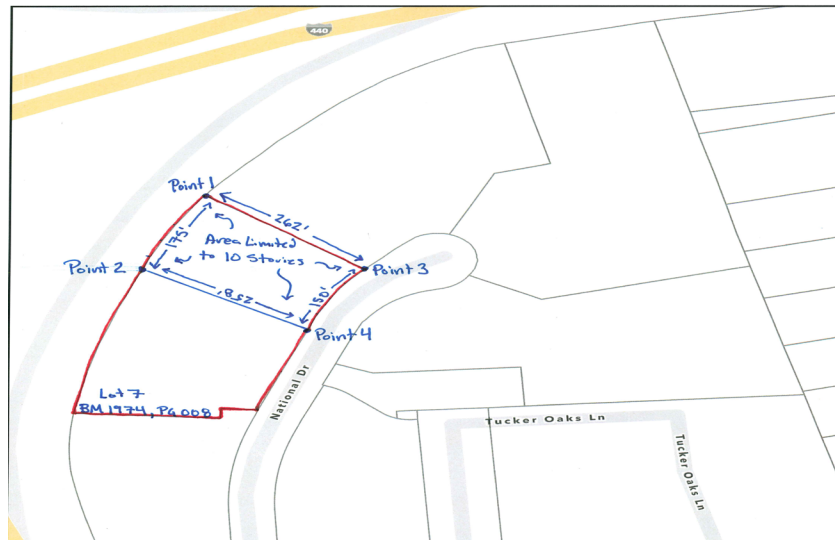 440
Point 1
262'
175'
Area Limited
to 10 Stories
Point 2
Point 3
258'
150'
Point 4
National Dr
Lot 7
BM 1974, PG 008
Tucker Oaks Ln
Tucker Oaks Ln